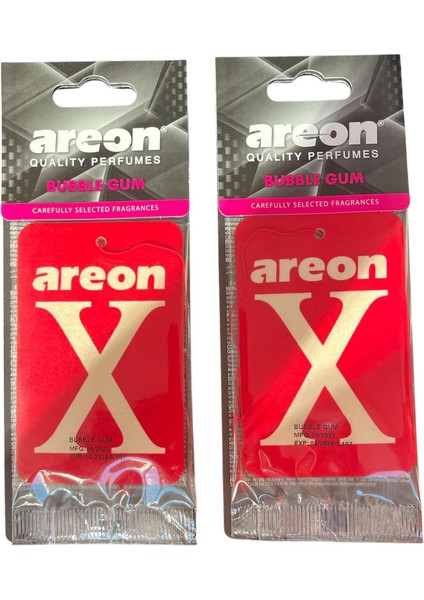 areon
QUALITY PERFUMES
BUBBLE GUM
CAREFULLY SELECTED FRAGRANCES
areon
X
BUBBLE GUM
areon
QUALITY PERFUMES
BUBBLE GUM
CAREFULLY SELECTED FRAGRANCES
areon
X
BUBBLE GUM